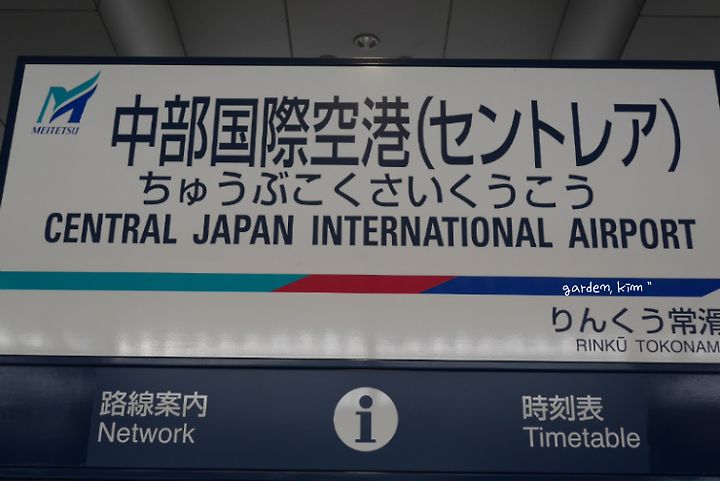 MEITETSU
中部国際空港(セントレア)
ちゅうぶこくさいくうこう
CENTRAL JAPAN INTERNATIONAL AIRPORT
garden, kim "
りんくう常滑
RINKŪ TOKONAM
路線案内
Network
i
時刻表
Timetable